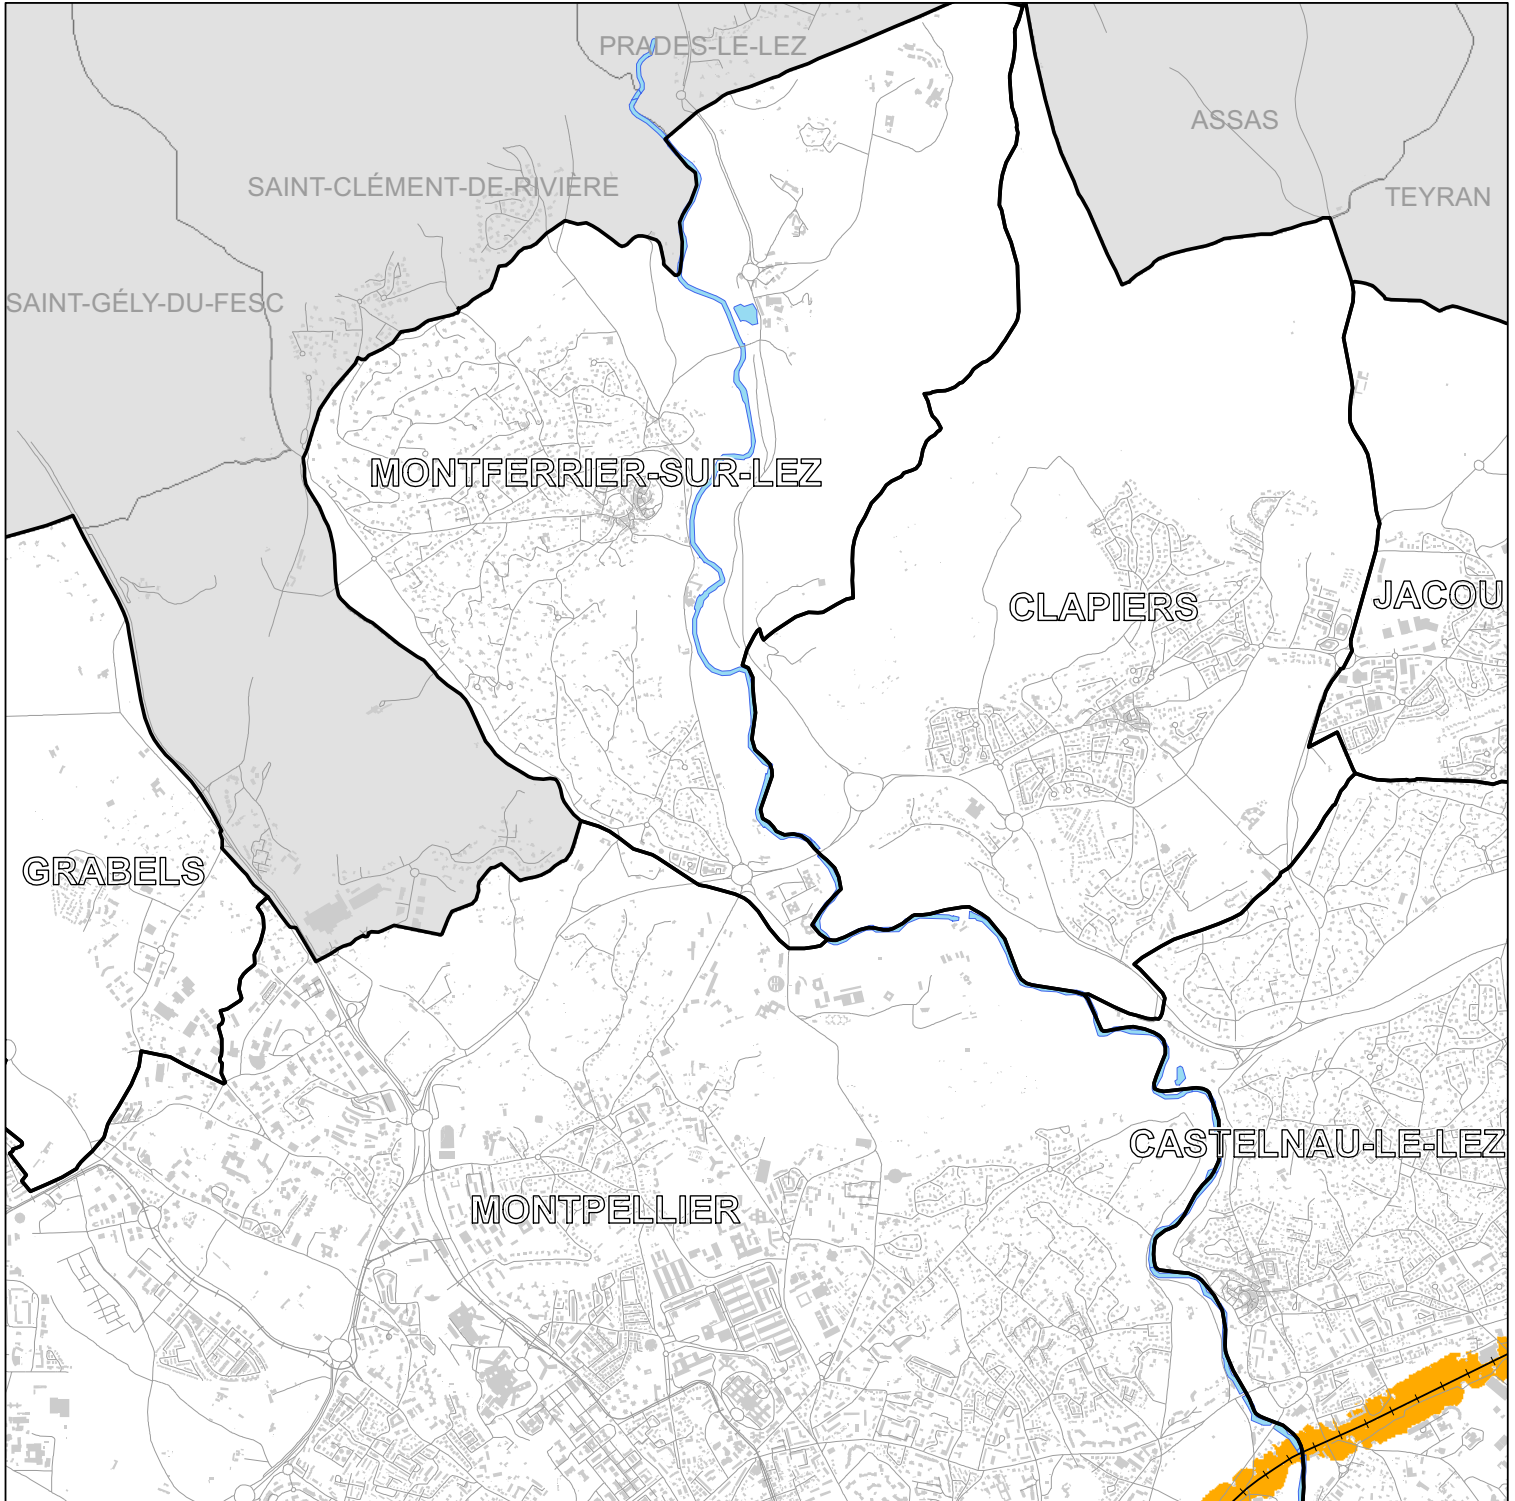 PRADES-LE-LEZ
ASSAS
SAINT-CLÉMENT-DE-RIVIÈRE
TEYRAN
SAINT-GÉLY-DU-FESC
MONTFERRIER-SUR-LEZ
JACOU
CLAPIERS
GRABELS
CASTELNAU-LE-LEZ
MONTPELLIER